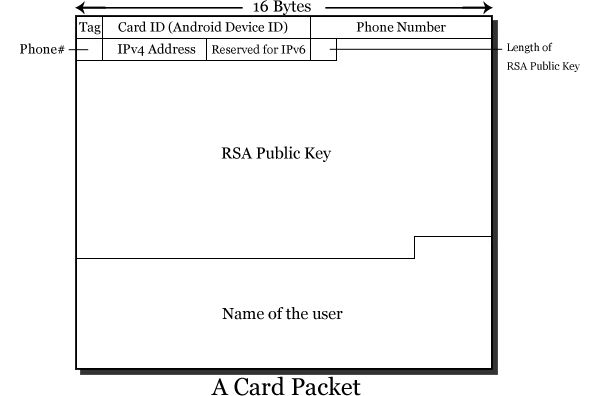 16 Bytes
Tag Card ID (Android Device ID) Phone Number
Phone# IPv4 Address Reserved for IPv6 Length of
RSA Public Key
RSA Public Key
Name of the user
A Card Packet